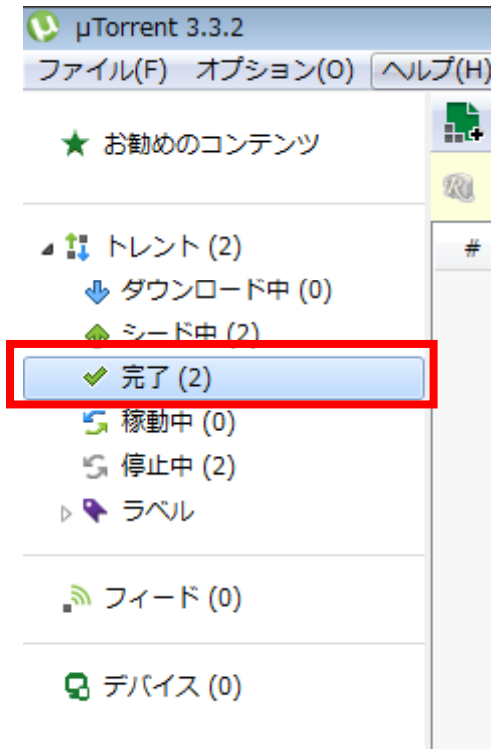 µTorrent 3.3.2
ファイル(F) オプション(O) ヘルプ(H)
お勧めのコンテンツ
#
トレント (2)
ダウンロード中 (0)
シード中 (2)
完了 (2)
稼動中 (0)
停止中 (2)
ラベル
フィード (0)
デバイス (0)